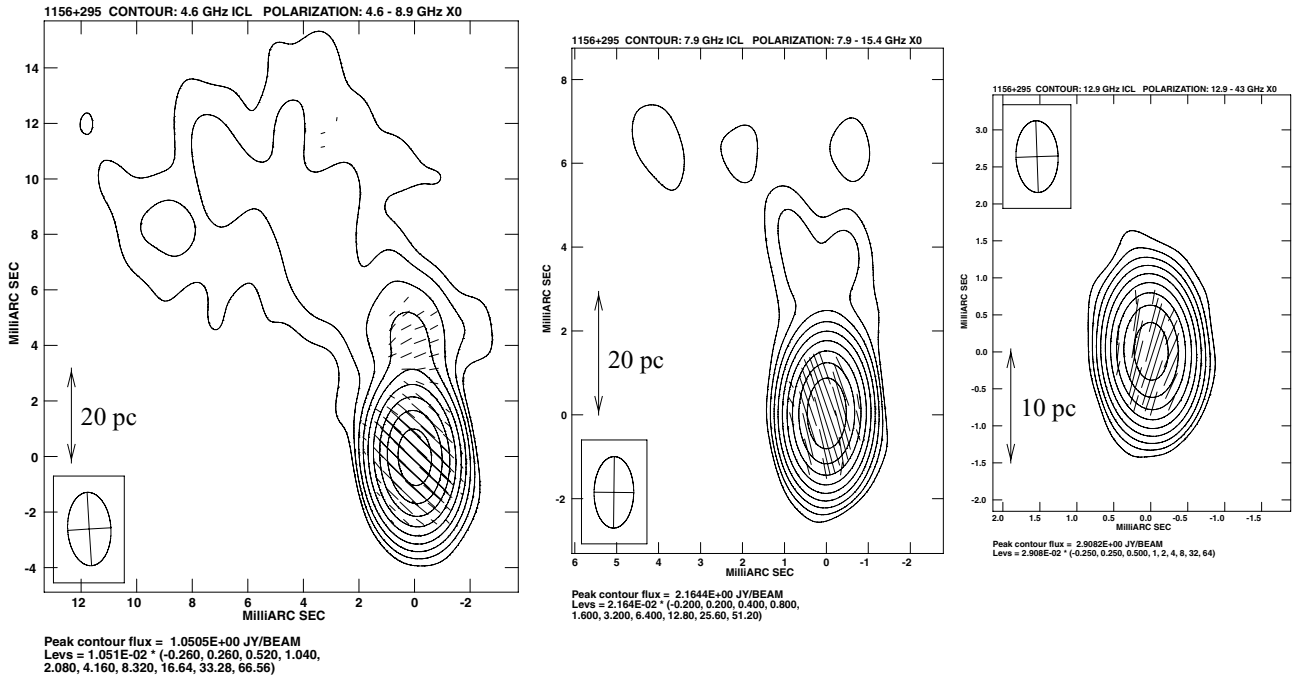 1156+295 CONTOUR: 4.6 GHz ICL POLARIZATION: 4.6 - 8.9 GHz X0
14
12
10
8
6
4
2
0
-2
-4
MilliARC SEC
20 pc
12
10
8
6
4
2
0
-2
MilliARC SEC
Peak contour flux = 1.0505E+00 JY/BEAM
Levs = 1.051E-02 * (-0.260, 0.260, 0.520, 1.040,
2.080, 4.160, 8.320, 16.64, 33.28, 66.56)
1156+295 CONTOUR: 7.9 GHz ICL POLARIZATION: 7.9 - 15.4 GHz X0
8
6
4
2
0
-2
MilliARC SEC
20 pc
6
5
4
3
2
1
0
-1
-2
MilliARC SEC
Peak contour flux = 2.1644E+00 JY/BEAM
Levs = 2.164E-02 * (-0.200, 0.200, 0.400, 0.800,
1.600, 3.200, 6.400, 12.80, 25.60, 51.20)
1156+295 CONTOUR: 12.9 GHz ICL POLARIZATION: 12.9 - 43 GHz X0
3.0
2.5
2.0
1.5
1.0
0.5
0.0
-0.5
-1.0
-1.5
-2.0
MilliARC SEC
10 pc
2.0
1.5
1.0
0.5
0.0
-0.5
-1.0
-1.5
MilliARC SEC
Peak contour flux = 2.9082E+00 JY/BEAM
Levs = 2.908E-02 * (-0.250, 0.250, 0.500, 1, 2, 4, 8, 32, 64)